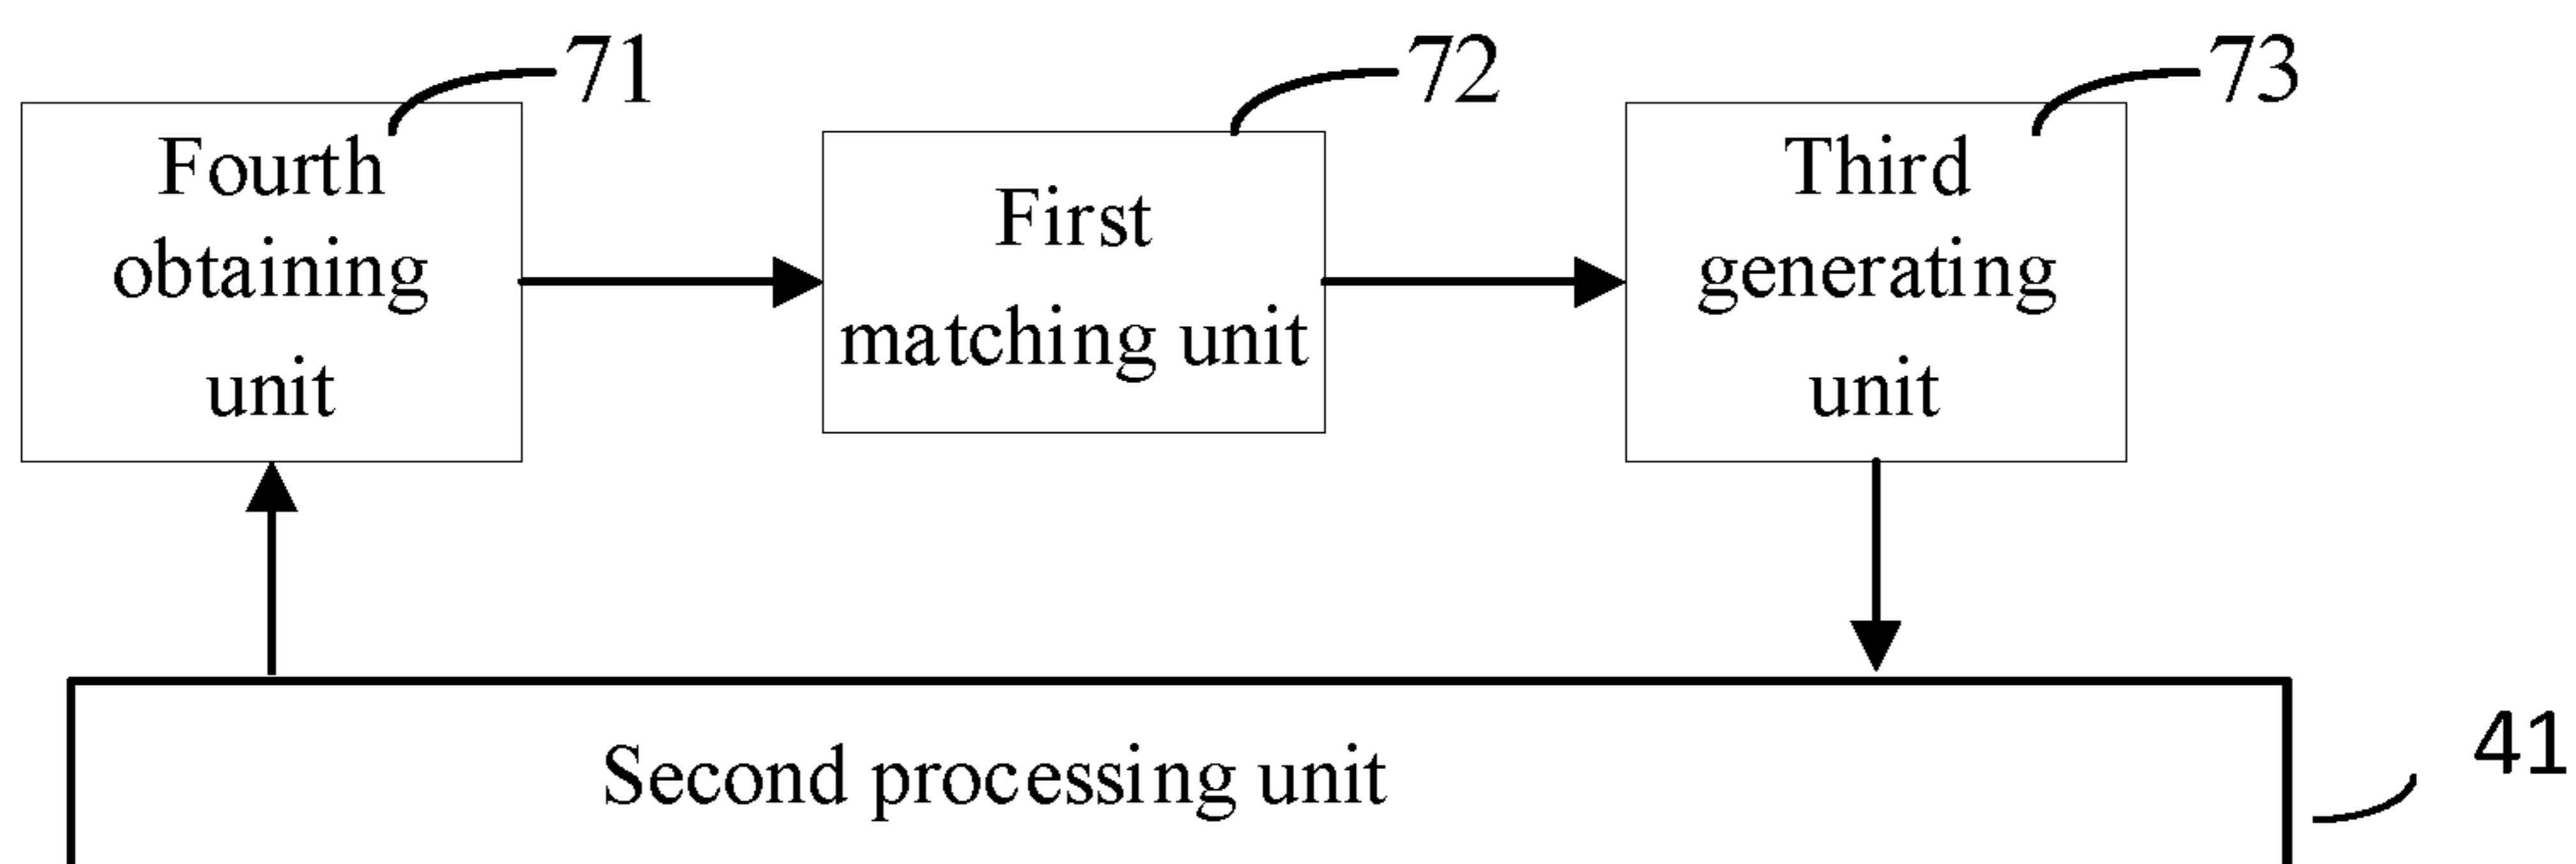 71
72
73
Fourth
obtaining
unit
First
matching unit
Third
generating
unit
Second processing unit
41